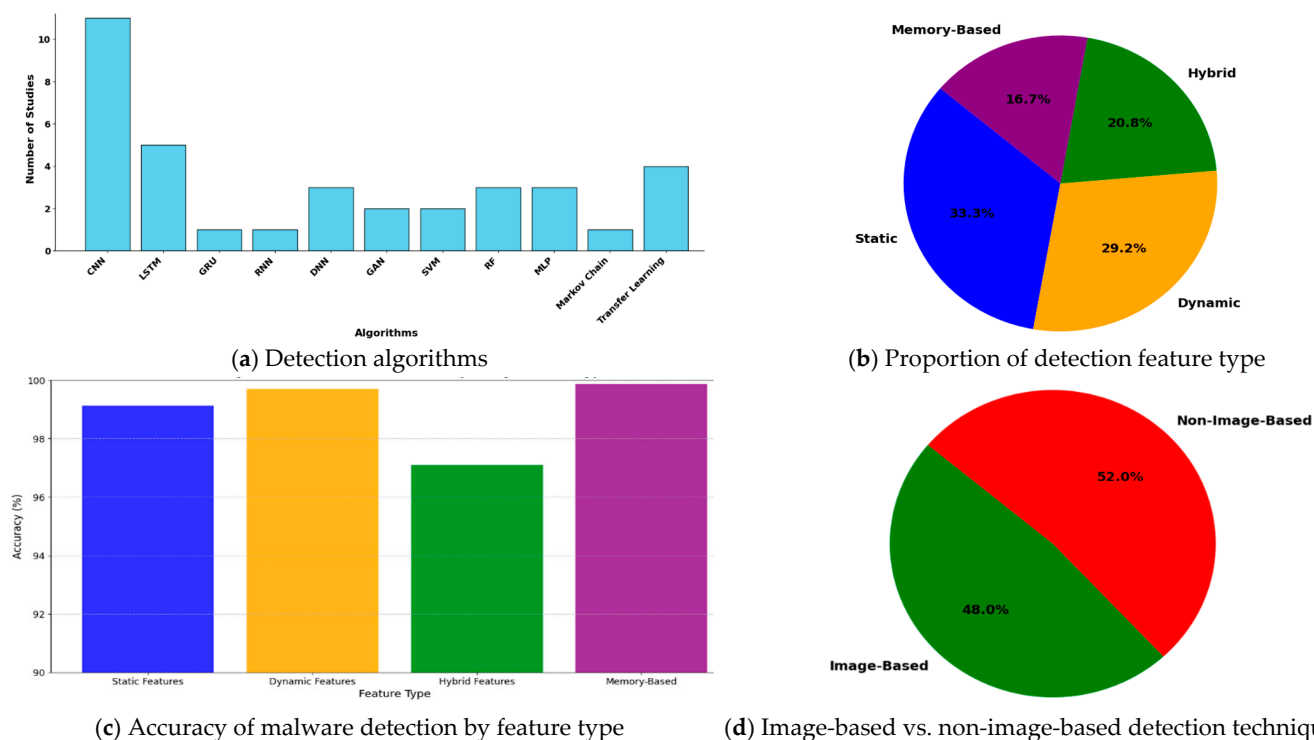 10
8
6
4
2
0
Number of Studies
CNN
LSTM
GRU
RNN
DNN
GAN
SVM
RF
MLP
Markov Chain
Transfer Learning
Algorithms
(a) Detection algorithms
Memory-Based
16.7%
Hybrid
20.8%
Static
33.3%
29.2%
Dynamic
(b) Proportion of detection feature type
100
98
96
94
92
90
Accuracy (%)
Static Features
Dynamic Features
Hybrid Features
Memory-Based
Feature Type
(c) Accuracy of malware detection by feature type
Non-Image-Based
52.0%
48.0%
Image-Based
(d) Image-based vs. non-image-based detection techniqu